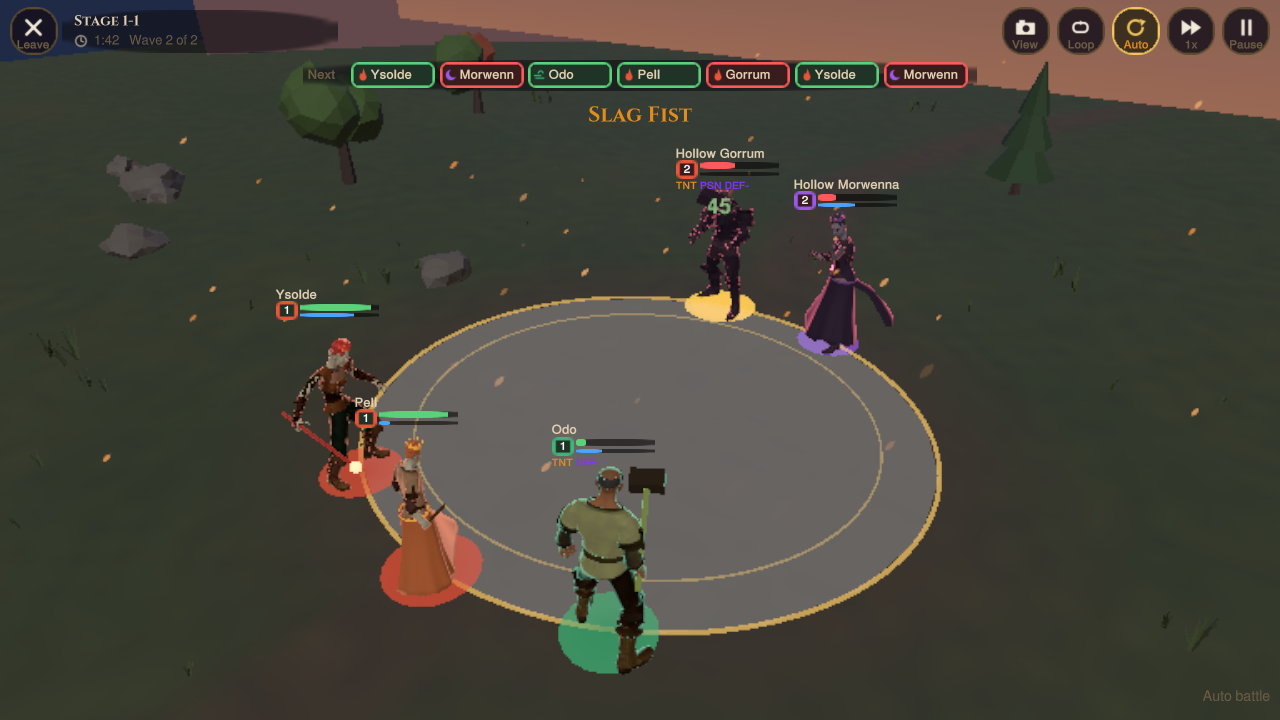 STAGE 1-1
1:42 Wave 2 of 2
Leave
View
Loop
Auto
1x
Pause
Next
Ysolde
Morwenn
Odo
Pell
Gorrum
Ysolde
Morwenn
SLAG FIST
Hollow Gorrum
2
TNT PSN DEF-
45
Hollow Morwenna
2
Ysolde
1
Pell
1
Odo
1
TNT
Auto battle